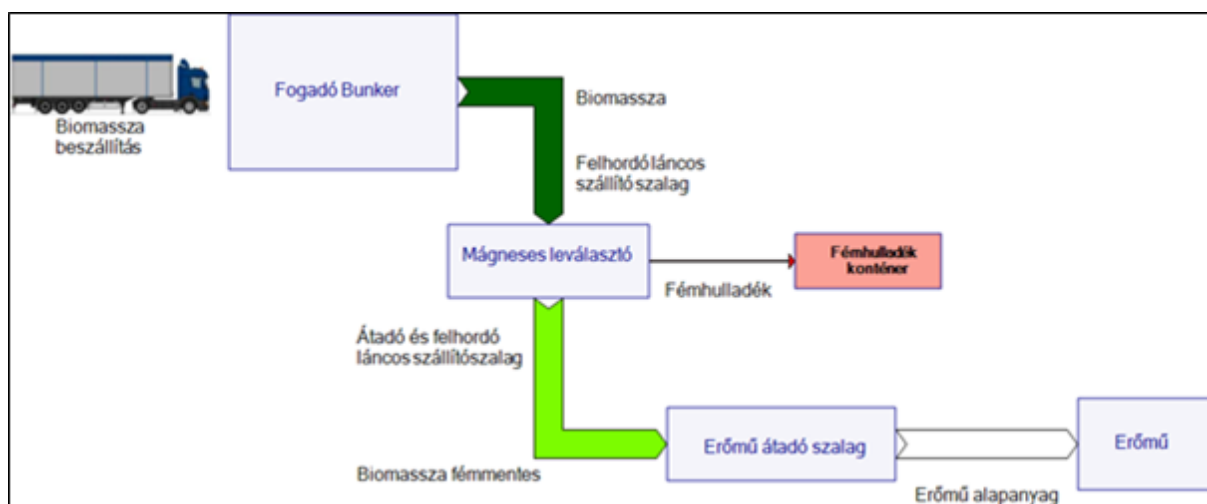 Fogadó Bunker
Biomassza
beszállítás
Biomassza
Felhordó láncos
szállító szalag
Mágneses leválasztó
Fémhulladék
konténer
Fémhulladék
Átadó és felhordó
láncos szállítószalag
Erőmű átadó szalag
Erőmű
Biomassza fémmentes
Erőmű alapanyag